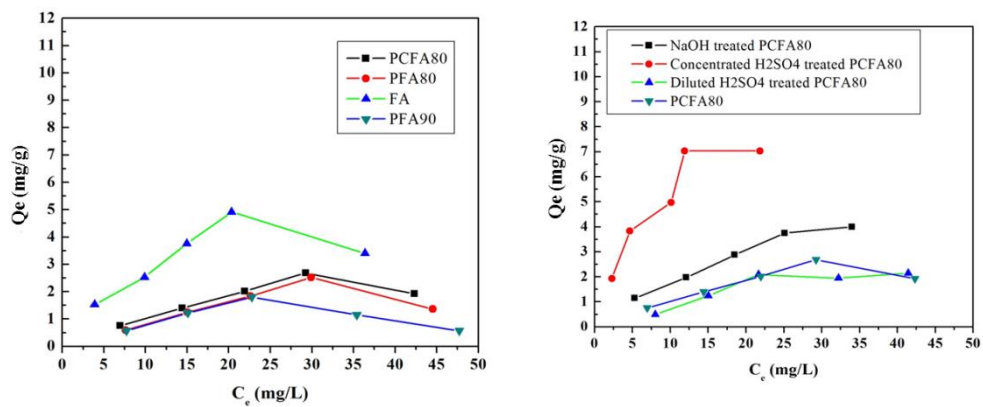 12
11
10
9
8
7
6
5
4
3
2
1
0
Qe (mg/g)
PCFA80
PFA80
FA
PFA90
0 5 10 15 20 25 30 35 40 45 50
Ce (mg/L)
12
11
10
9
8
7
6
5
4
3
2
1
0
Qe (mg/g)
NaOH treated PCFA80
Concentrated H2SO4 treated PCFA80
Diluted H2SO4 treated PCFA80
PCFA80
0 5 10 15 20 25 30 35 40 45 50
Ce (mg/L)